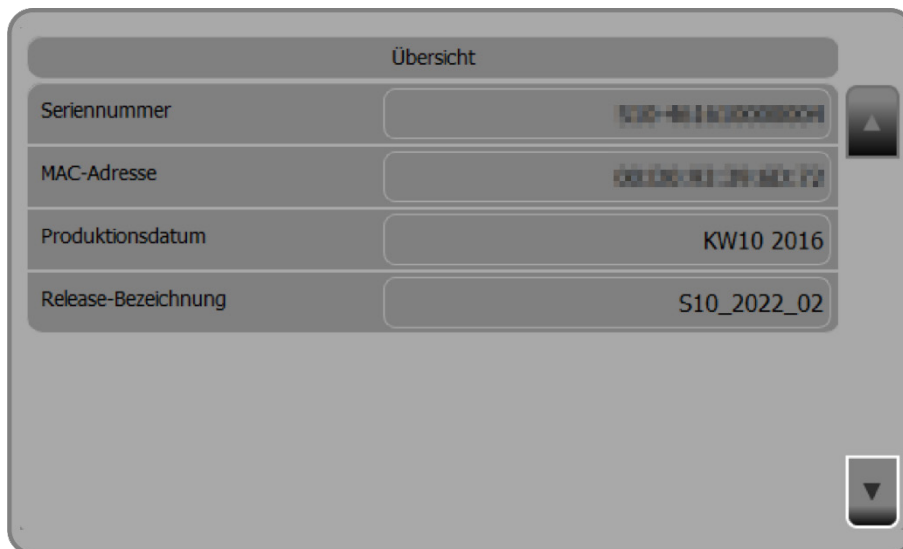 Übersicht
Seriennummer
MAC-Adresse
Produktionsdatum KW10 2016
Release-Bezeichnung S10_2022_02